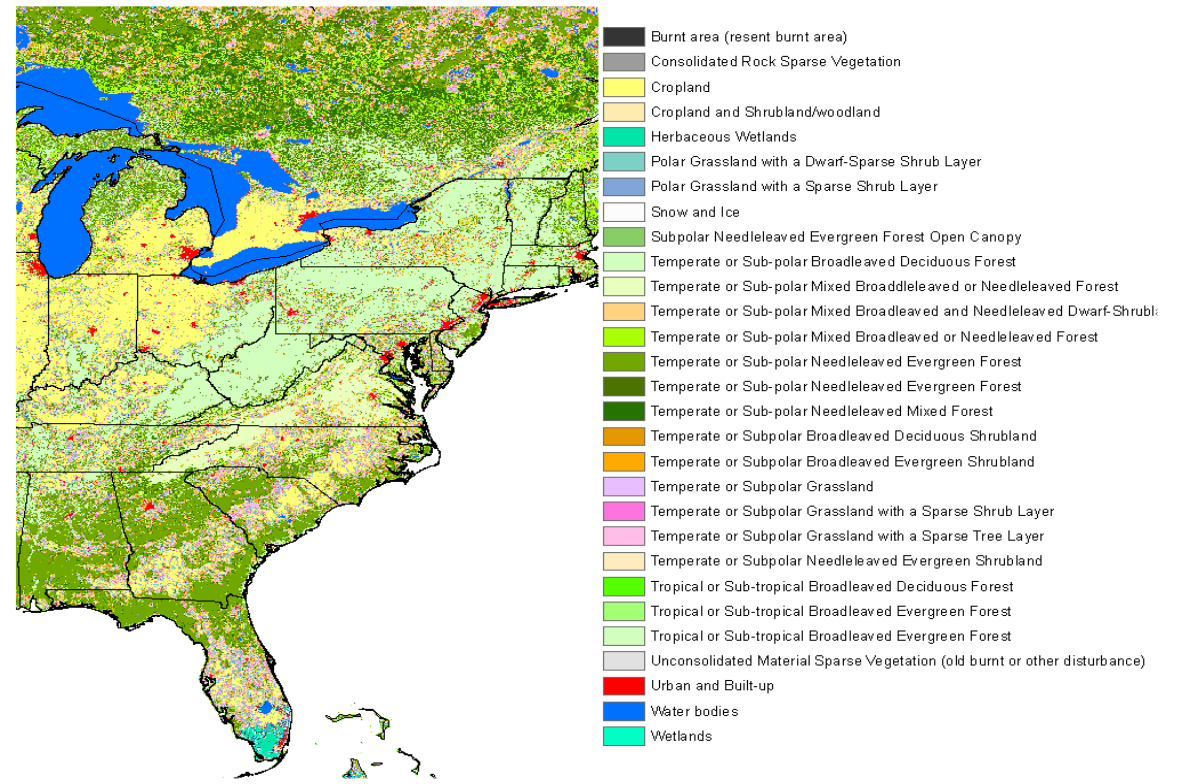 Burnt area (resent burnt area)
Consolidated Rock Sparse Vegetation
Cropland
Cropland and Shrubland/woodland
Herbaceous Wetlands
Polar Grassland with a Dwarf-Sparse Shrub Layer
Polar Grassland with a Sparse Shrub Layer
Snow and Ice
Subpolar Needleleaved Evergreen Forest Open Canopy
Temperate or Sub-polar Broadleaved Deciduous Forest
Temperate or Sub-polar Mixed Broaddleleaved or Needleleaved Forest
Temperate or Sub-polar Mixed Broadleaved and Needleleaved Dwarf-Shrubl
Temperate or Sub-polar Mixed Broadleaved or Needleleaved Forest
Temperate or Sub-polar Needleleaved Evergreen Forest
Temperate or Sub-polar Needleleaved Evergreen Forest
Temperate or Sub-polar Needleleaved Mixed Forest
Temperate or Subpolar Broadleaved Deciduous Shrubland
Temperate or Subpolar Broadleaved Evergreen Shrubland
Temperate or Subpolar Grassland
Temperate or Subpolar Grassland with a Sparse Shrub Layer
Temperate or Subpolar Grassland with a Sparse Tree Layer
Temperate or Subpolar Needleleaved Evergreen Shrubland
Tropical or Sub-tropical Broadleaved Deciduous Forest
Tropical or Sub-tropical Broadleaved Evergreen Forest
Tropical or Sub-tropical Broadleaved Evergreen Forest
Unconsolidated Material Sparse Vegetation (old burnt or other disturbance)
Urban and Built-up
Water bodies
Wetlands